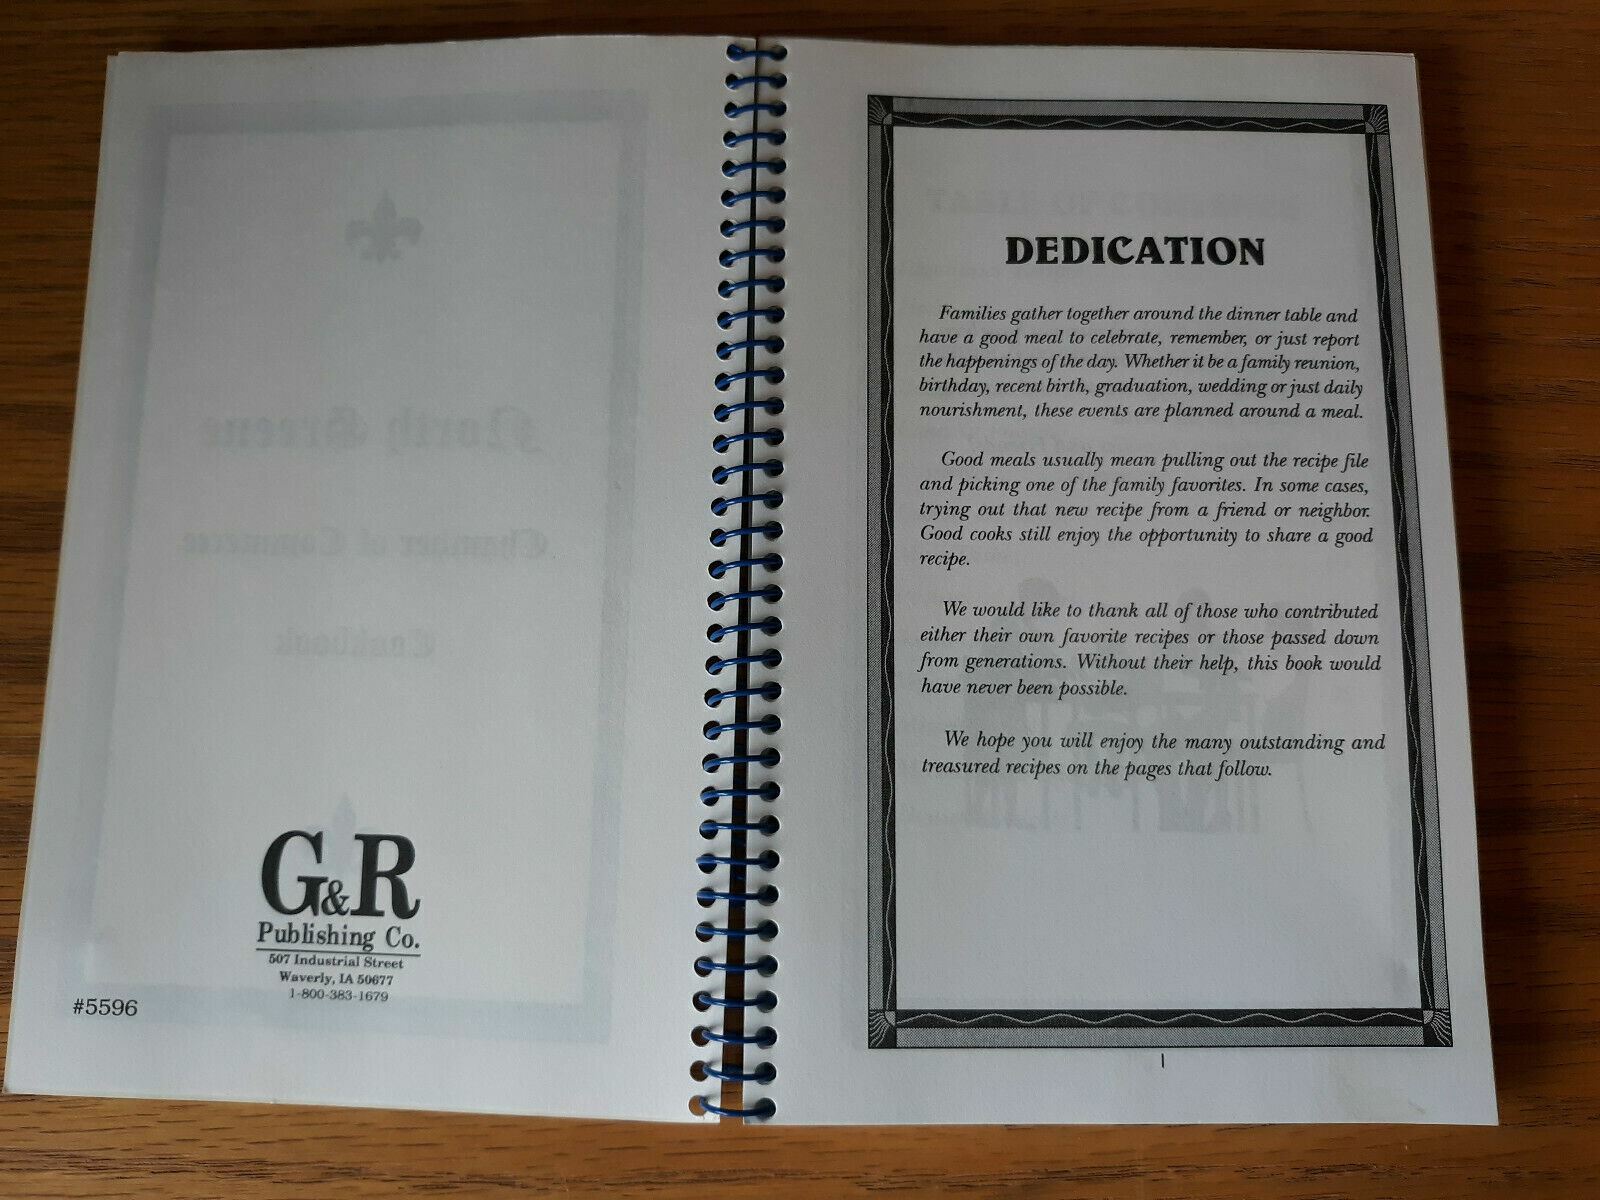 G&R
Publishing Co.
507 Industrial Street
Waverly, IA 50677
1-800-383-1679
#5596
DEDICATION
Families gather together around the dinner table and
have a good meal to celebrate, remember, or just report
the happenings of the day. Whether it be a family reunion,
birthday, recent birth, graduation, wedding or just daily
nourishment, these events are planned around a meal.
Good meals usually mean pulling out the recipe file
and picking one of the family favorites. In some cases,
trying out that new recipe from a friend or neighbor.
Good cooks still enjoy the opportunity to share a good
recipe.
We would like to thank all of those who contributed
either their own favorite recipes or those passed down
from generations. Without their help, this book would
have never been possible.
We hope you will enjoy the many outstanding and
treasured recipes on the pages that follow.
1